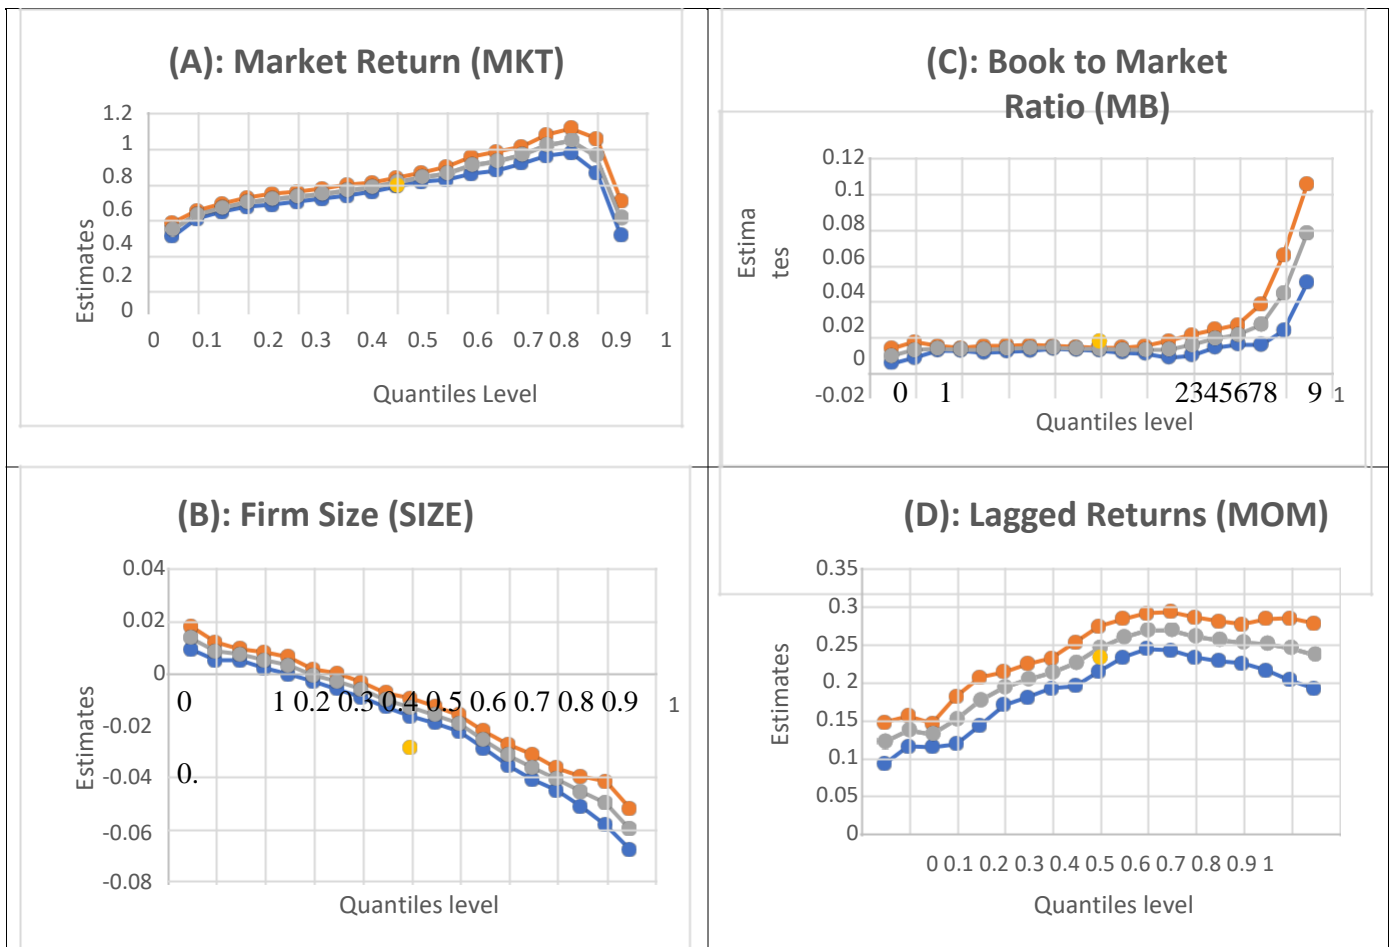 (A): Market Return (MKT)
1.2
1
0.8
0.6
0.4
0.2
0
Estimates
0 0.1 0.2 0.3 0.4 0.5 0.6 0.7 0.8 0.9 1
Quantiles Level
(C): Book to Market
Ratio (MB)
0.12
0.1
0.08
0.06
0.04
0.02
0
-0.02
Estima
tes
0 1 2345678 9 1
Quantiles level
(B): Firm Size (SIZE)
0.04
0.02
0
-0.02
-0.04
-0.06
-0.08
Estimates
0 1 0.2 0.3 0.4 0.5 0.6 0.7 0.8 0.9 1
0.
Quantiles level
(D): Lagged Returns (MOM)
0.35
0.3
0.25
0.2
0.15
0.1
0.05
0
Estimates
0 0.1 0.2 0.3 0.4 0.5 0.6 0.7 0.8 0.9 1
Quantiles level